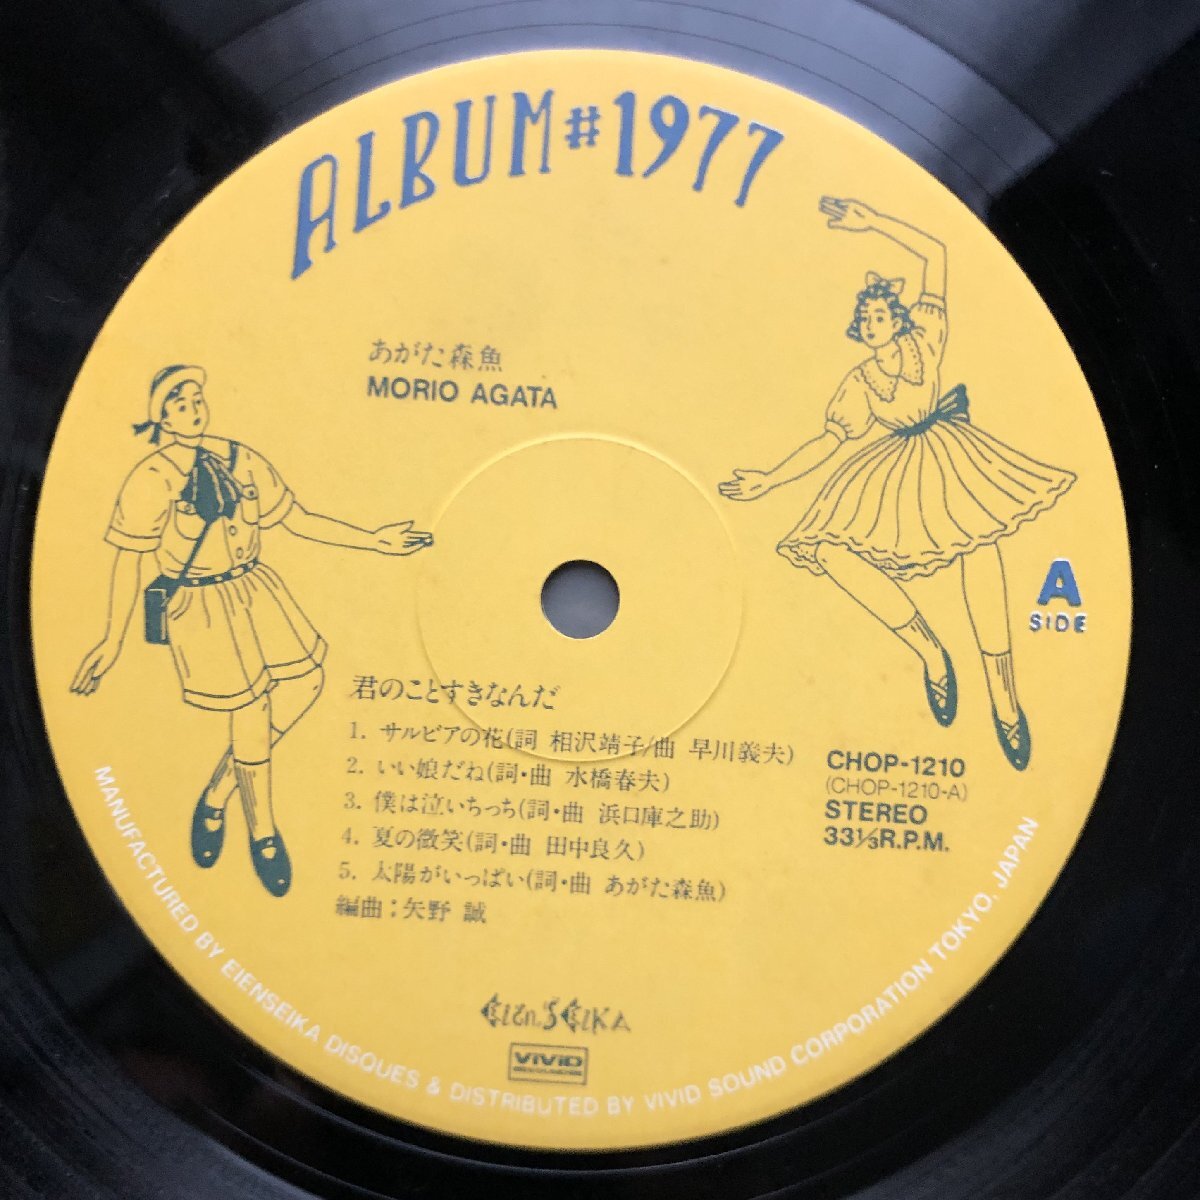 ALBUM #1977
あがた森魚
MORIO AGATA
A
SIDE
君のことすきなんだ
1. サルビアの花(詞 相沢靖子/曲 早川義夫)
2. いい娘だね(詞・曲 水橋春夫)
3. 僕は泣いちっち(詞・曲 浜口庫之助)
4. 夏の微笑(詞・曲 田中良久)
5. 太陽がいっぱい(詞・曲 あがた森魚)
編曲：矢野 誠
CHOP-1210
(CHOP-1210-A)
STEREO
33⅓R.P.M.
ViViD
MANUFACTURED BY EIENSEIKA DISQUES & DISTRIBUTED BY VIVID SOUND CORPORATION TOKYO, JAPAN